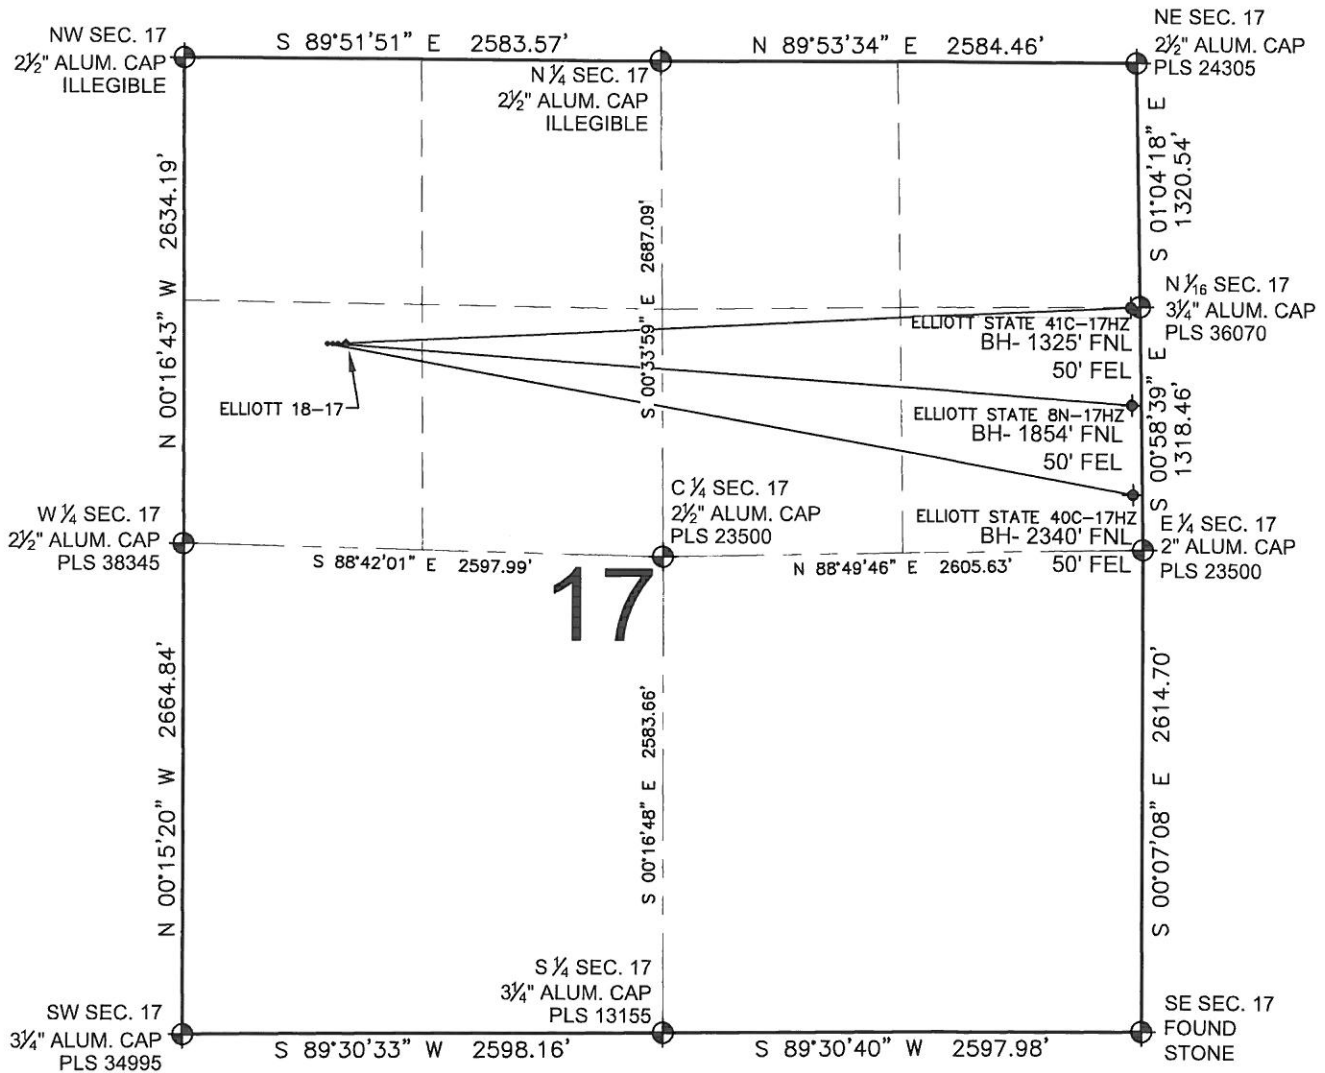 NW SEC. 17
2½" ALUM. CAP
ILLEGIBLE
S 89°51'51" E 2583.57'
N ¼ SEC. 17
2½" ALUM. CAP
ILLEGIBLE
N 89°53'34" E 2584.46'
NE SEC. 17
2½" ALUM. CAP
PLS 24305
N 00°16'43" W 2634.19'
S 00°33'59" E 2687.09'
S 01°04'18" E
1320.54'
N 1⁄16 SEC. 17
3¼" ALUM. CAP
PLS 36070
ELLIOTT STATE 41C-17HZ
BH- 1325' FNL
50' FEL
ELLIOTT 18-17
ELLIOTT STATE 8N-17HZ
BH- 1854' FNL
50' FEL
S 00°58'39" E
1318.46'
W ¼ SEC. 17
2½" ALUM. CAP
PLS 38345
C ¼ SEC. 17
2½" ALUM. CAP
PLS 23500
ELLIOTT STATE 40C-17HZ
BH- 2340' FNL
50' FEL
E ¼ SEC. 17
2" ALUM. CAP
PLS 23500
S 88°42'01" E 2597.99'
N 88°49'46" E 2605.63'
17
N 00°15'20" W 2664.84'
S 00°16'48" E 2583.66'
S 00°07'08" E 2614.70'
SW SEC. 17
3¼" ALUM. CAP
PLS 34995
S ¼ SEC. 17
3¼" ALUM. CAP
PLS 13155
SE SEC. 17
FOUND
STONE
S 89°30'33" W 2598.16'
S 89°30'40" W 2597.98'